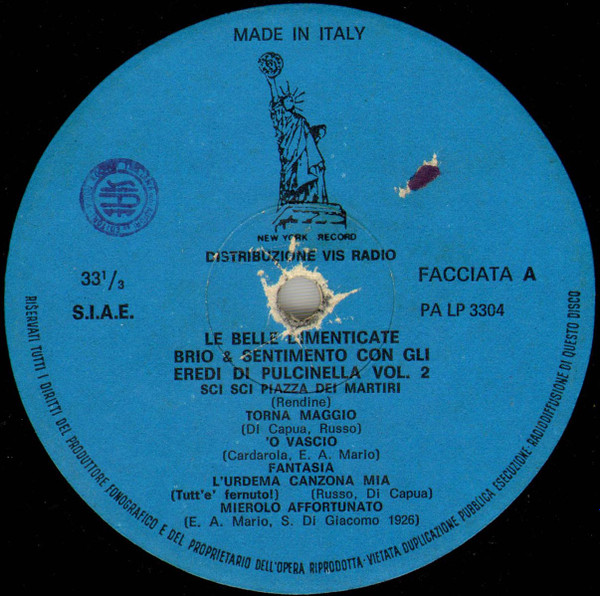 MADE IN ITALY
NEW YORK RECORD
DISTRIBUZIONE VIS RADIO
33 1/3
FACCIATA A
S.I.A.E.
PA LP 3304
LE BELLE DIMENTICATE
BRIO & SENTIMENTO CON GLI
EREDI DI PULCINELLA VOL. 2
SCI SCI PIAZZA DEI MARTIRI
(Rendine)
TORNA MAGGIO
(Di Capua, Russo)
'O VASCIO
(Cardarola, E. A. Mario)
FANTASIA
L'URDEMA CANZONA MIA
(Tutt'e' fernuto!) (Russo, Di Capua)
MIEROLO AFFORTUNATO
(E. A. Mario, S. Di Giacomo 1926)
RISERVATI TUTTI I DIRITTI DEL PRODUTTORE FONOGRAFICO E DEL PROPRIETARIO DELL'OPERA RIPRODOTTA-VIETATA DUPLICAZIONE PUBBLICA ESECUZIONE-RADIODIFFUSIONE DI QUESTO DISCO